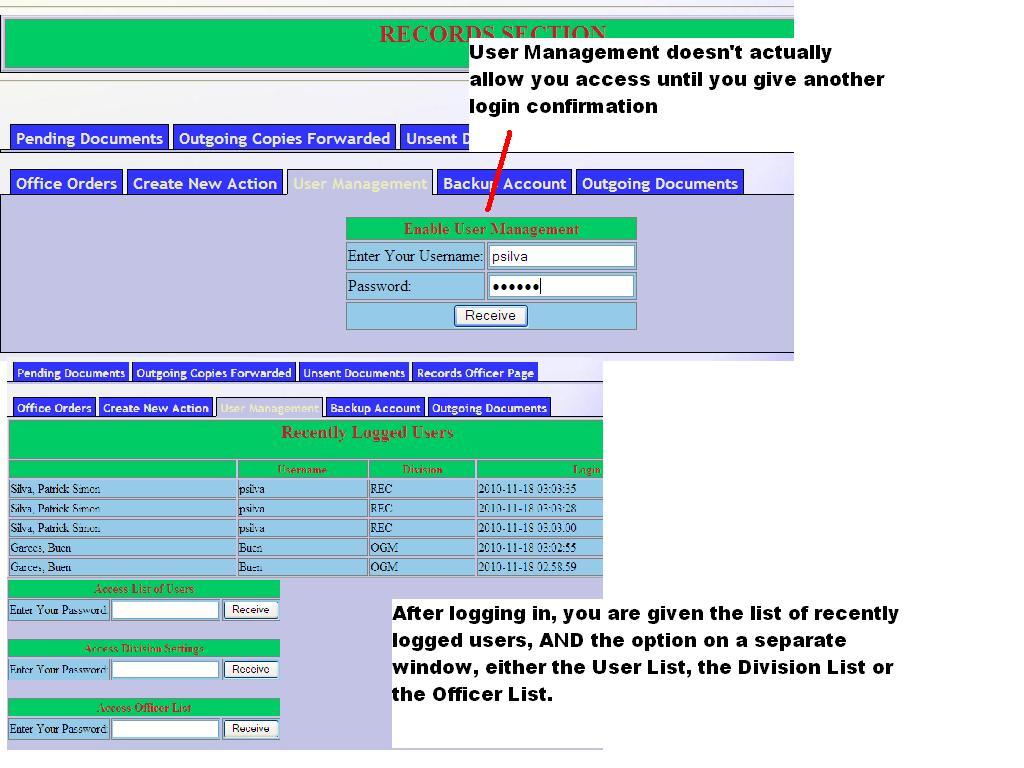 RECORDS SECTION
User Management doesn't actually
allow you access until you give another
login confirmation
Pending Documents Outgoing Copies Forwarded Unsent D
Office Orders Create New Action User Management Backup Account Outgoing Documents
Enable User Management
Enter Your Username: psilva
Password: ••••••
Receive
Pending Documents Outgoing Copies Forwarded Unsent Documents Records Officer Page
Office Orders Create New Action User Management Backup Account Outgoing Documents
Recently Logged Users
Username Division Login
Silva, Patrick Simon psilva REC 2010-11-18 03:03:35
Silva, Patrick Simon psilva REC 2010-11-18 03:03:28
Silva, Patrick Simon psilva REC 2010-11-18 03:03:00
Garces, Buen Buen OGM 2010-11-18 03:02:55
Garces, Buen Buen OGM 2010-11-18 02:58:59
Access List of Users
Enter Your Password: Receive
Access Division Settings
Enter Your Password: Receive
Access Officer List
Enter Your Password: Receive
After logging in, you are given the list of recently
logged users, AND the option on a separate
window, either the User List, the Division List or
the Officer List.